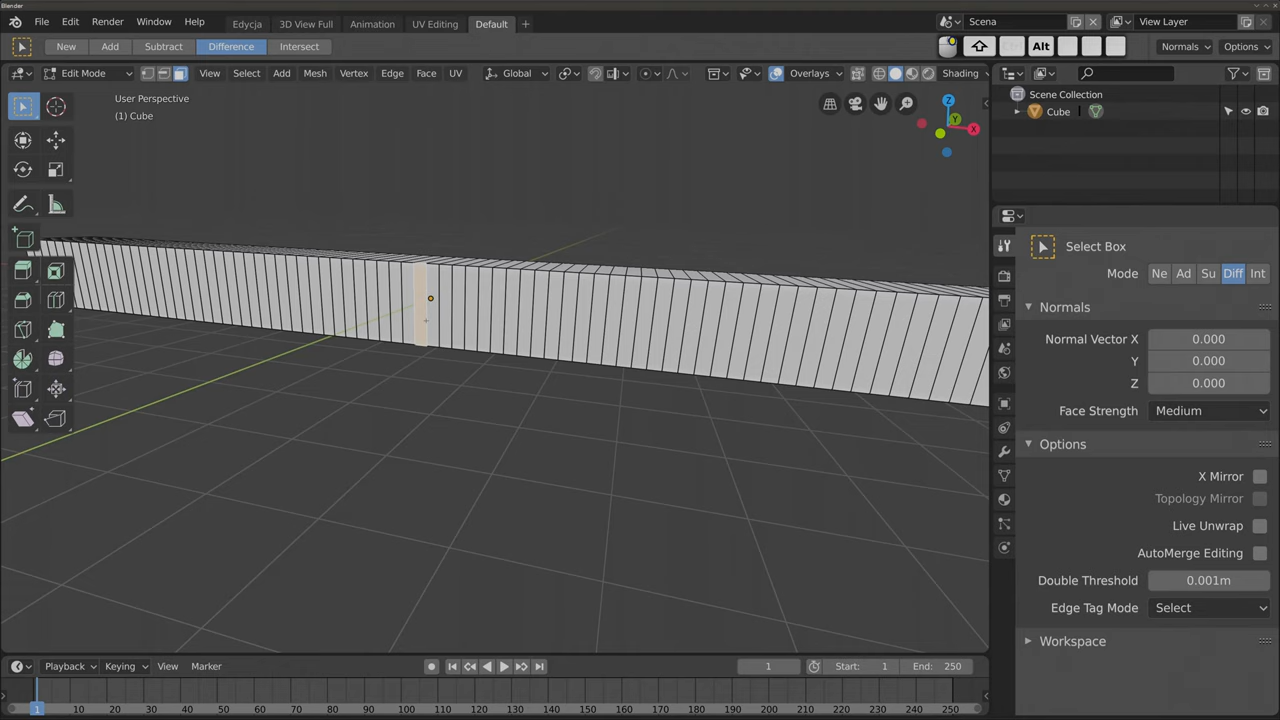 Blender
File Edit Render Window Help Edycja 3D View Full Animation UV Editing Default Scena View Layer
New Add Subtract Difference Intersect Ctrl Alt Normals Options
Edit Mode View Select Add Mesh Vertex Edge Face UV Global Overlays Shading
User Perspective
(1) Cube
Z
Y
X
Scene Collection
Cube
Select Box
Mode Ne Ad Su Diff Int
Normals
Normal Vector X 0.000
Y 0.000
Z 0.000
Face Strength Medium
Options
X Mirror
Topology Mirror
Live Unwrap
AutoMerge Editing
Double Threshold 0.001m
Edge Tag Mode Select
Workspace
Playback Keying View Marker 1 Start: 1 End: 250
1 10 20 30 40 50 60 70 80 90 100 110 120 130 140 150 160 170 180 190 200 210 220 230 240 250